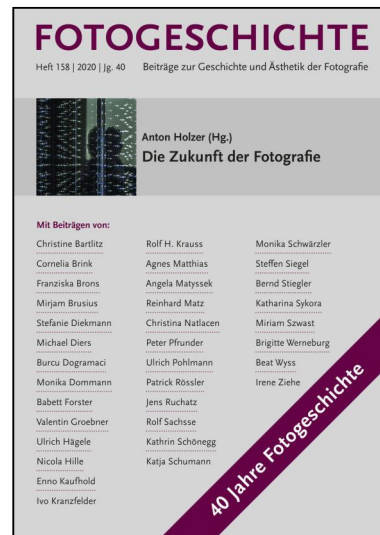 FOTOGESCHICHTE
Heft 158 | 2020 | Jg. 40 Beiträge zur Geschichte und Ästhetik der Fotografie
Anton Holzer (Hg.)
Die Zukunft der Fotografie
Mit Beiträgen von:
Christine Bartlitz
Cornelia Brink
Franziska Brons
Mirjam Brusius
Stefanie Diekmann
Michael Diers
Burcu Dogramaci
Monika Dommann
Babett Forster
Valentin Groebner
Ulrich Hägele
Nicola Hille
Enno Kaufhold
Ivo Kranzfelder
Rolf H. Krauss
Agnes Matthias
Angela Matyssek
Reinhard Matz
Christina Natlacen
Peter Pfrunder
Ulrich Pohlmann
Patrick Rössler
Jens Ruchatz
Rolf Sachsse
Kathrin Schönegg
Katja Schumann
Monika Schwärzler
Steffen Siegel
Bernd Stiegler
Katharina Sykora
Miriam Szwast
Brigitte Werneburg
Beat Wyss
Irene Ziehe
40 Jahre Fotogeschichte